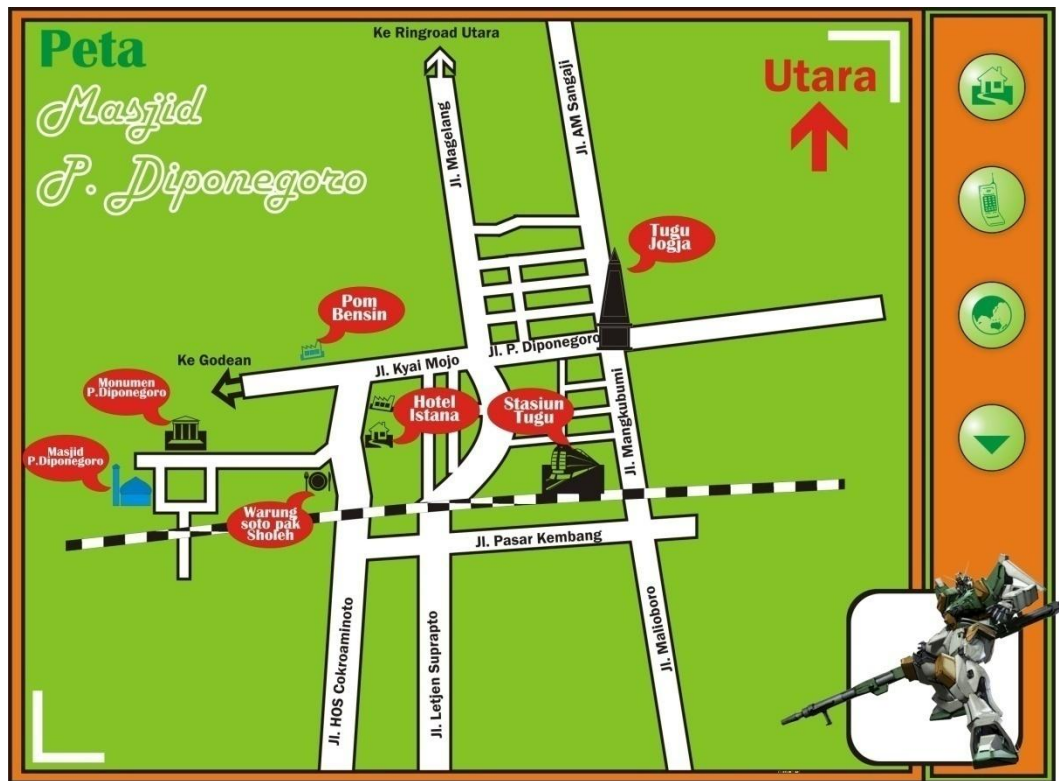 Peta
Masjid
P. Diponegoro
Ke Ringroad Utara
Utara
Jl. Magelang
Jl. AM Sangaji
Tugu
Jogja
Pom
Bensin
Ke Godean
Jl. Kyai Mojo
Jl. P. Diponegoro
Monumen
P.Diponegoro
Hotel
Istana
Stasiun
Tugu
Jl. Mangkubumi
Masjid
P.Diponegoro
Warung
soto pak
Sholeh
Jl. Pasar Kembang
Jl. HOS Cokroaminoto
Jl. Letjen Suprapto
Jl. Malioboro